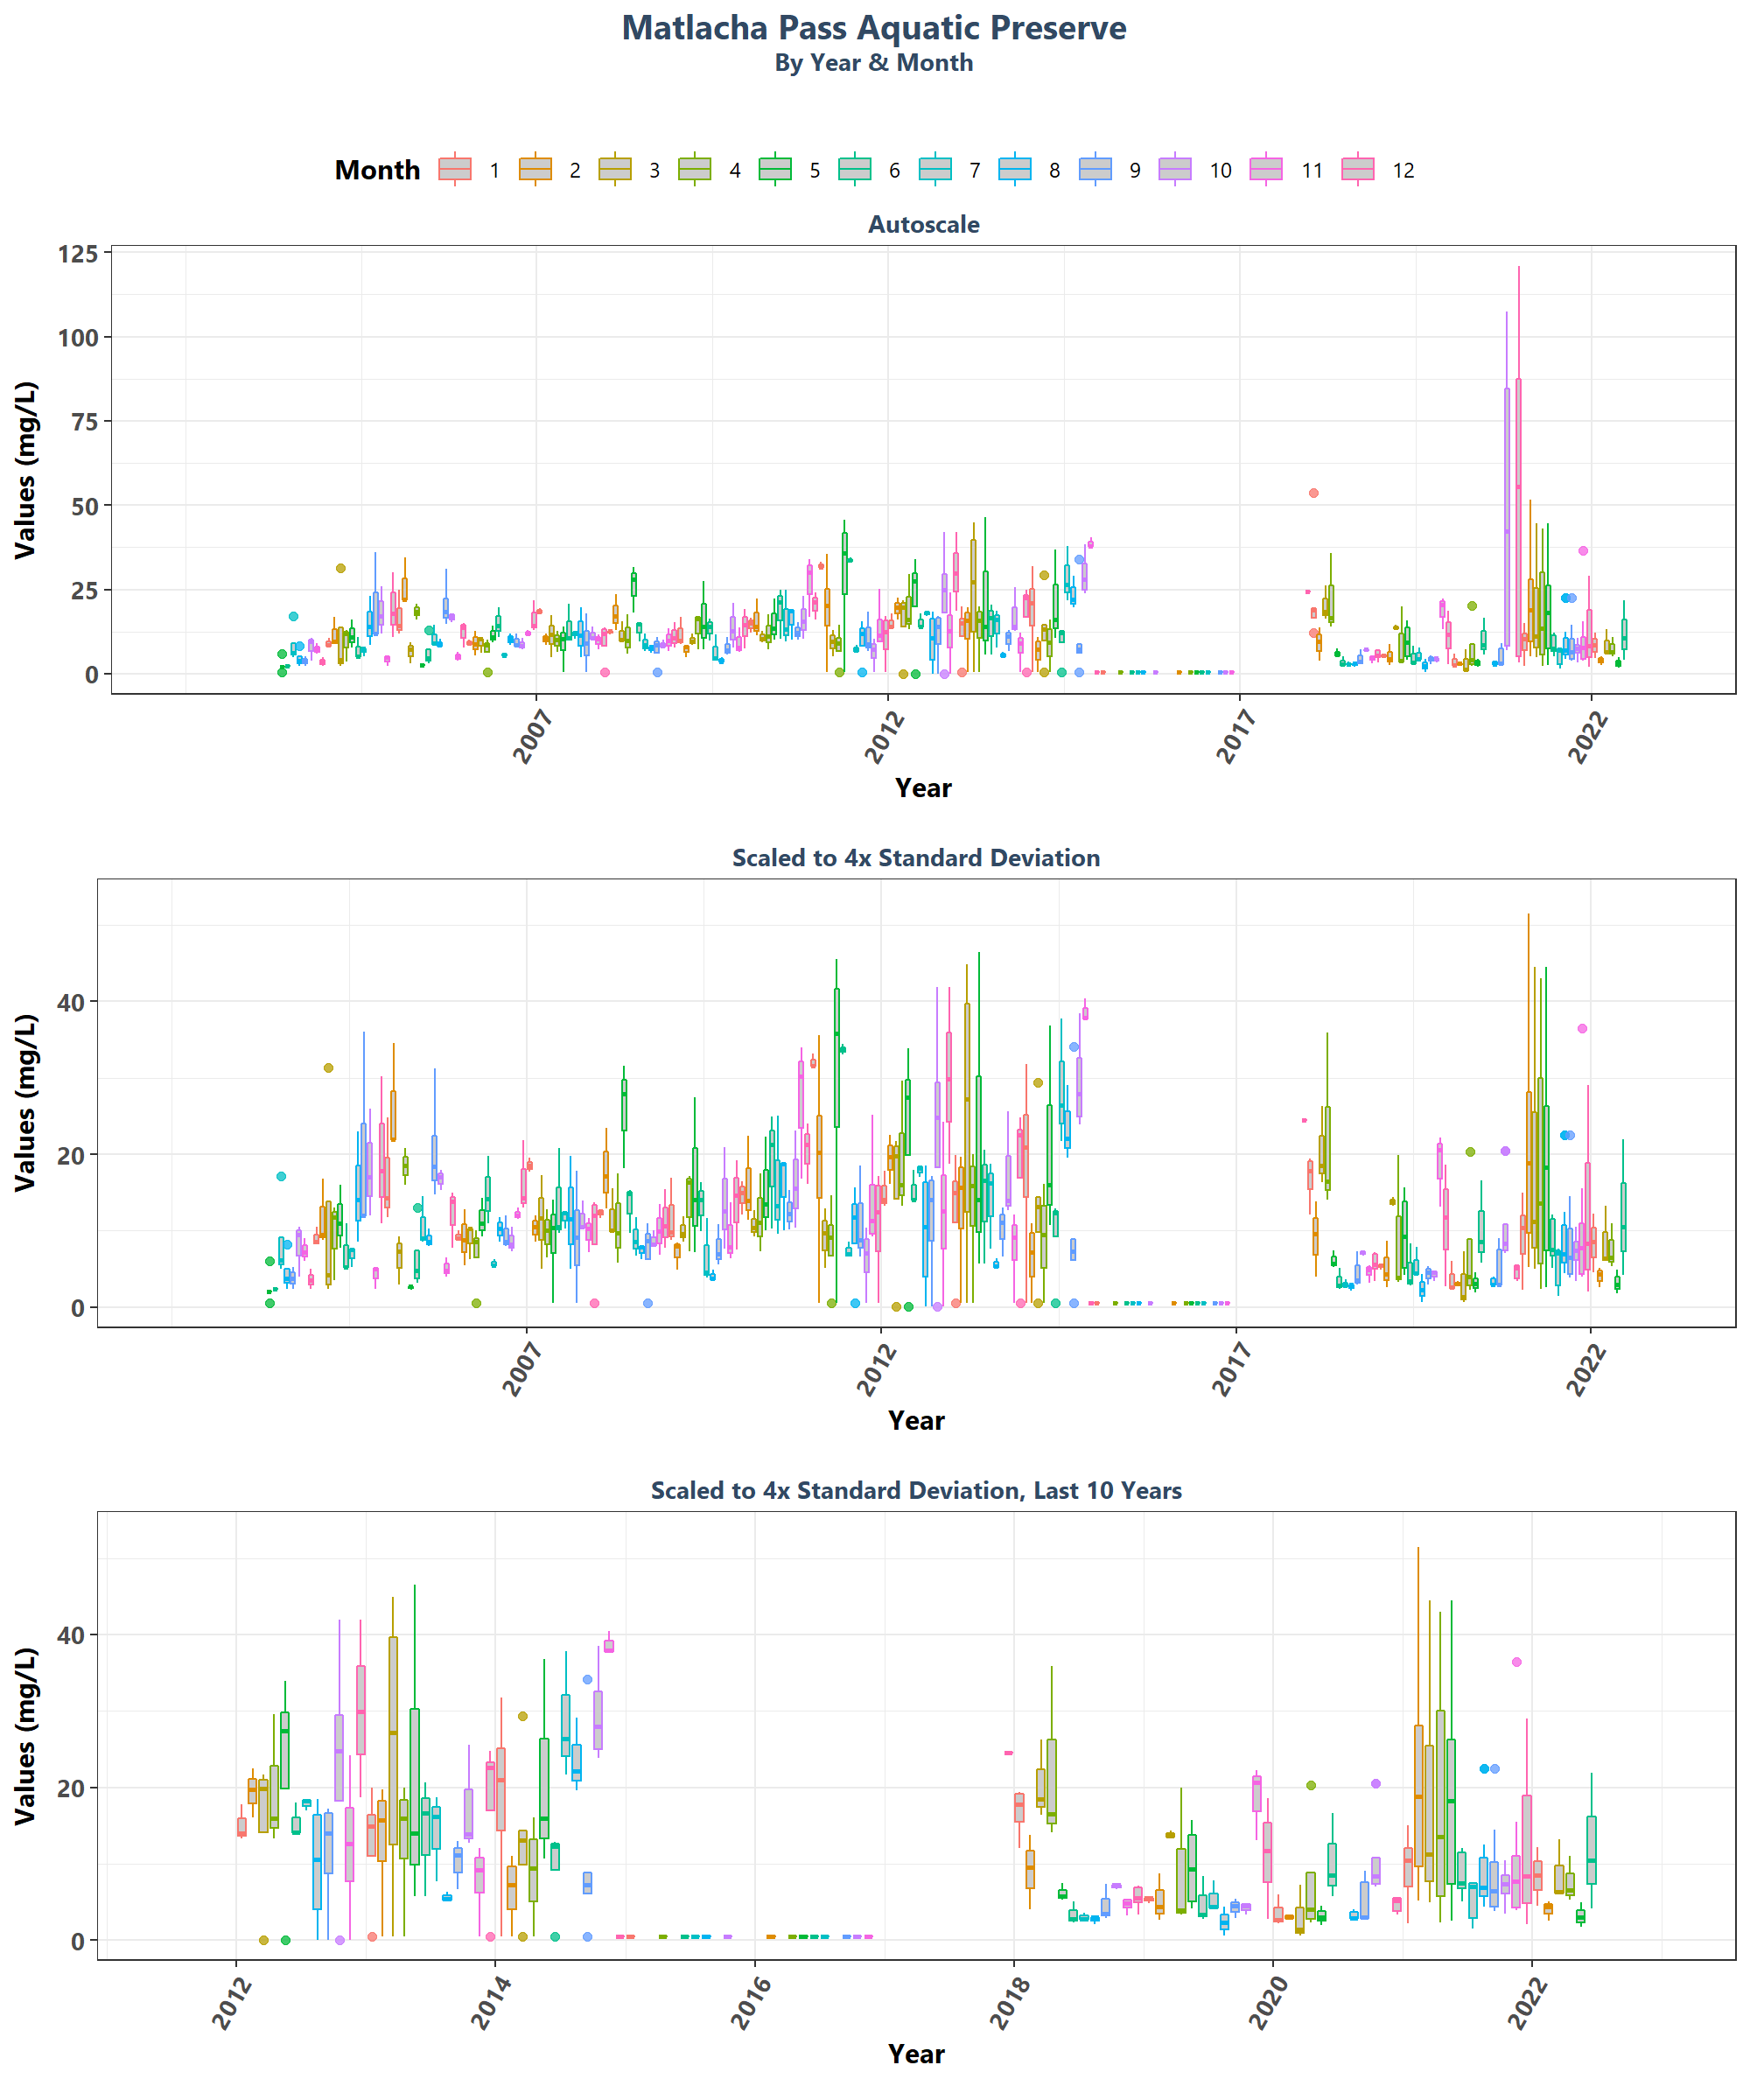 Matlacha Pass Aquatic Preserve
By Year & Month
Month 1 2 3 4 5 6 7 8 9 10 11 12
Autoscale
Values (mg/L)
125
100
75
50
25
0
2007 2012 2017 2022
Year
Scaled to 4x Standard Deviation
Values (mg/L)
40
20
0
2007 2012 2017 2022
Year
Scaled to 4x Standard Deviation, Last 10 Years
Values (mg/L)
40
20
0
2012 2014 2016 2018 2020 2022
Year